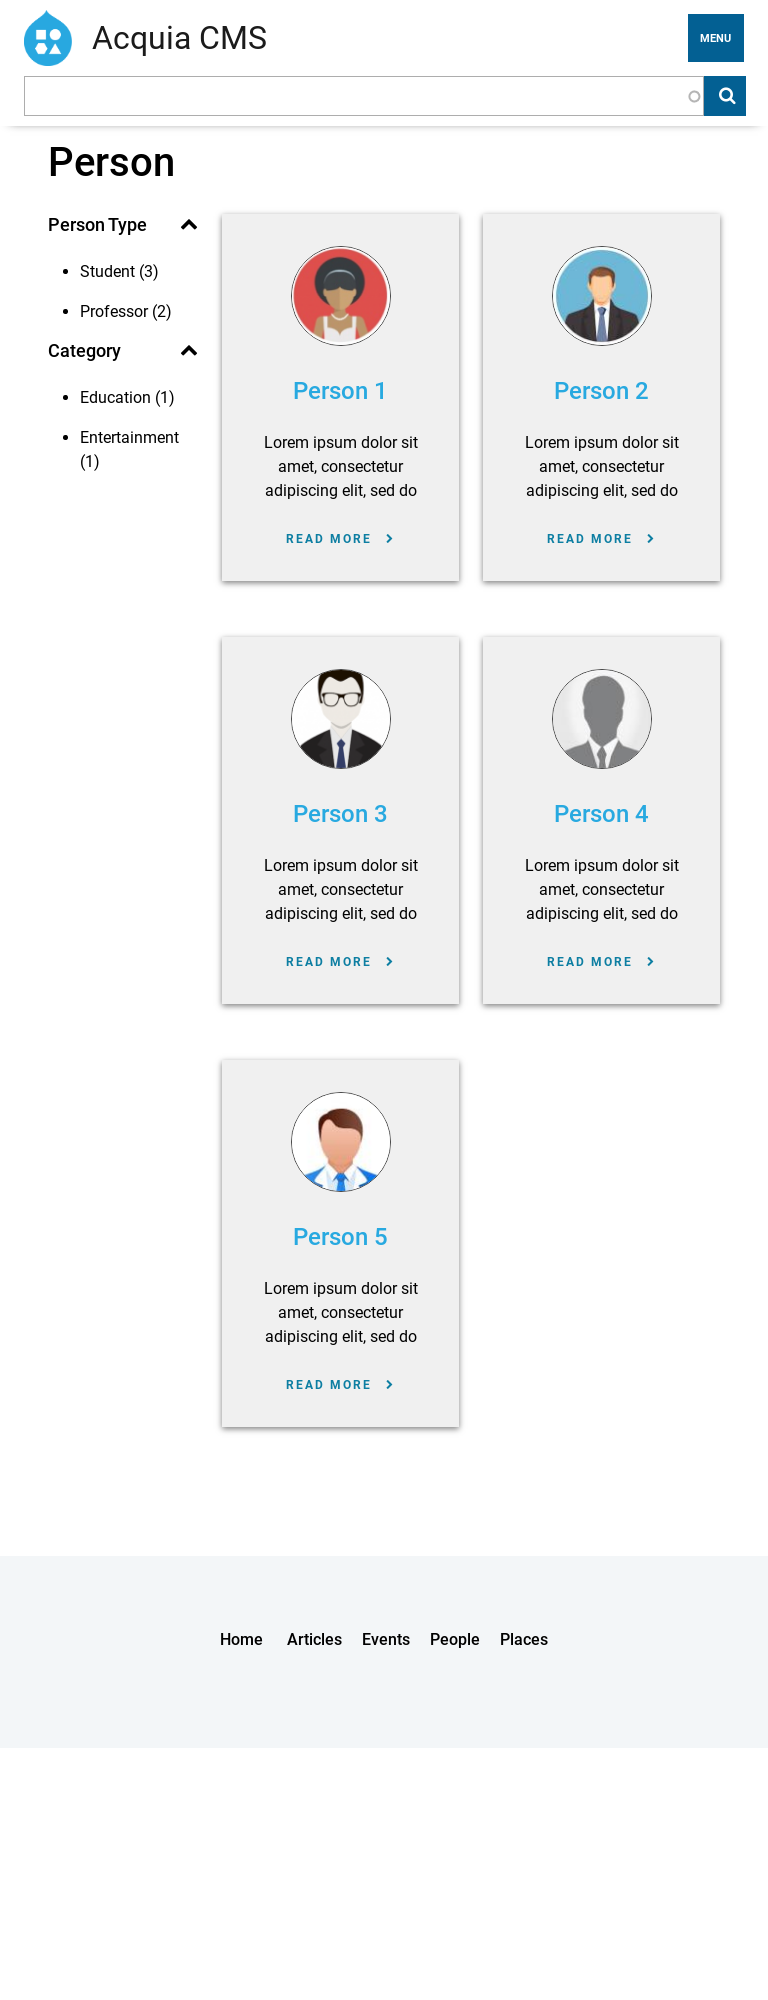 Acquia CMS
MENU
Person
Person Type
Student (3)
Professor (2)
Category
Education (1)
Entertainment
(1)
Person 1
Lorem ipsum dolor sit
amet, consectetur
adipiscing elit, sed do
READ MORE
Person 2
Lorem ipsum dolor sit
amet, consectetur
adipiscing elit, sed do
READ MORE
Person 3
Lorem ipsum dolor sit
amet, consectetur
adipiscing elit, sed do
READ MORE
Person 4
Lorem ipsum dolor sit
amet, consectetur
adipiscing elit, sed do
READ MORE
Person 5
Lorem ipsum dolor sit
amet, consectetur
adipiscing elit, sed do
READ MORE
Home Articles Events People Places